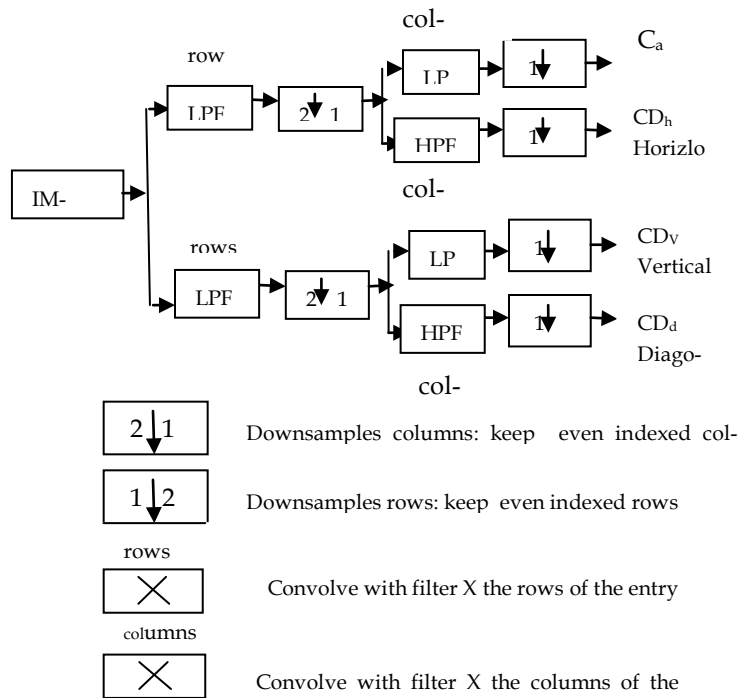 col-
row
C a
LPF
2 1
LP
1
HPF
1
CD h
Horizlo
IM-
col-
rows
LPF
2 1
LP
1
CD V
Vertical
HPF
1
CD d
Diago-
col-
2 1 Downsamples columns: keep even indexed col-
1 2 Downsamples rows: keep even indexed rows
rows
X Convolve with filter X the rows of the entry
columns
X Convolve with filter X the columns of the